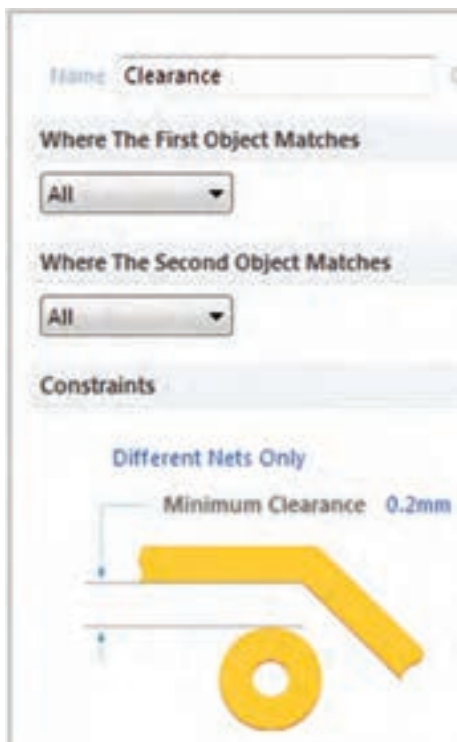 Name Clearance
Where The First Object Matches
All
Where The Second Object Matches
All
Constraints
Different Nets Only
Minimum Clearance 0.2mm